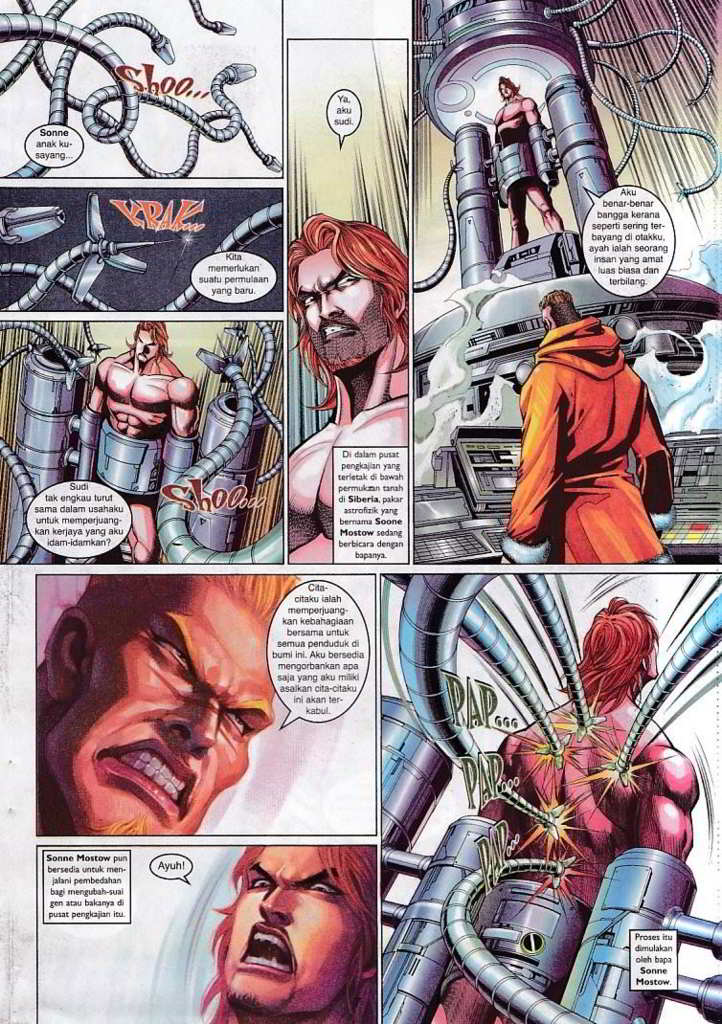 Shoo...
Sonne
anak ku-
sayang...
KRAK
Kita
memerlukan
suatu permulaan
yang baru.
Sudi
tak engkau turut
sama dalam usahaku
untuk memperjuang-
kan kerjaya yang aku
idam-idamkan?
Shoo...
Ya,
aku
sudi.
Di dalam pusat
pengkajian yang
terletak di bawah
permukaan tanah
di Siberia, pakar
astrofizik yang
bernama Soone
Mostow sedang
berbicara dengan
bapanya.
Aku
benar-benar
bangga kerana
seperti sering ter-
bayang di otakku,
ayah ialah seorang
insan yang amat
luas biasa dan
terbilang.
Cita-
citaku ialah
memperjuang-
kan kebahagiaan
bersama untuk
semua penduduk di
bumi ini. Aku bersedia
mengorbankan apa
saja yang aku miliki
asalkan cita-citaku
ini akan ter-
kabul.
Sonne Mostow pun
bersedia untuk men-
jalani pembedahan
bagi mengubah-suai
gen atau bakanya di
pusat pengkajian itu.
Ayuh!
PAP...
PAP...
PAP...
Proses itu
dimulakan
oleh bapa
Sonne
Mostow.